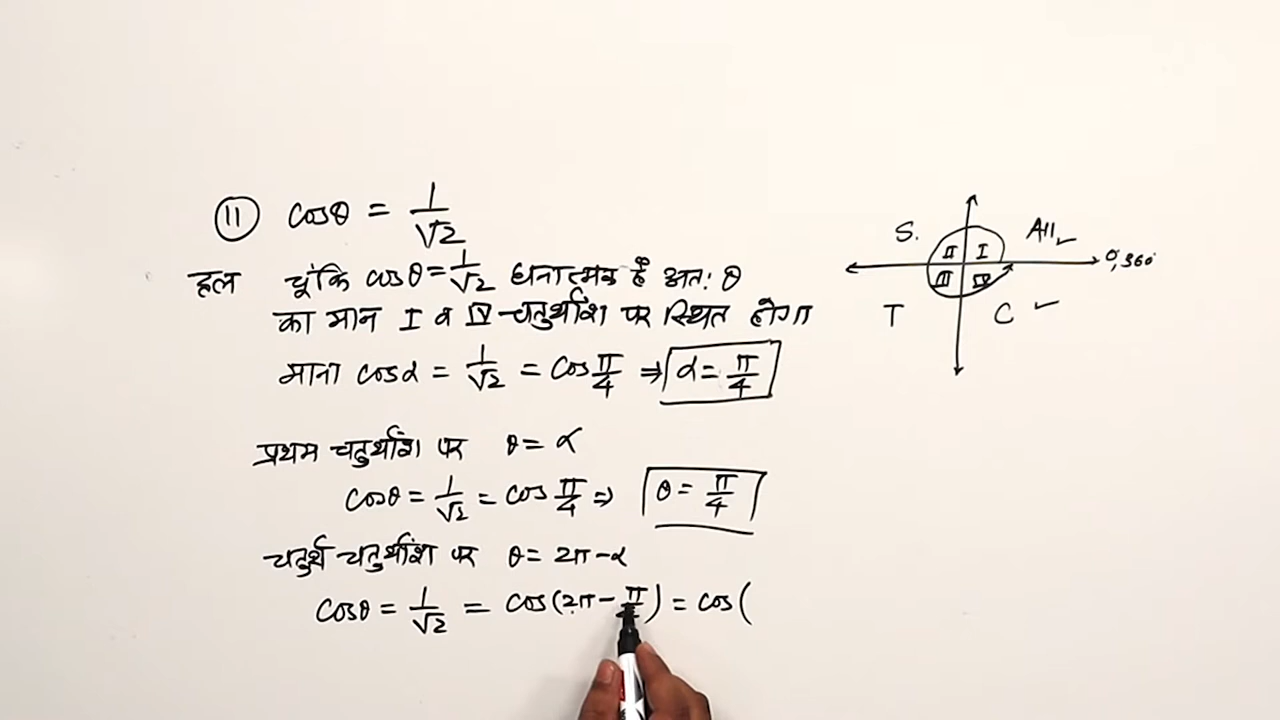 11 cosθ = 1/√2
हल चूंकि cosθ = 1/√2 धनात्मक है अतः θ
का मान I व IV चतुर्थांश पर स्थित होगा
माना cosα = 1/√2 = cos π/4 ⇒ α = π/4
प्रथम चतुर्थांश पर θ = α
cosθ = 1/√2 = cos π/4 ⇒ θ = π/4
चतुर्थ चतुर्थांश पर θ = 2π-α
cosθ = 1/√2 = cos(2π - π/) = cos(
S. All ✓
II I
0,360°
III IV
T C ✓